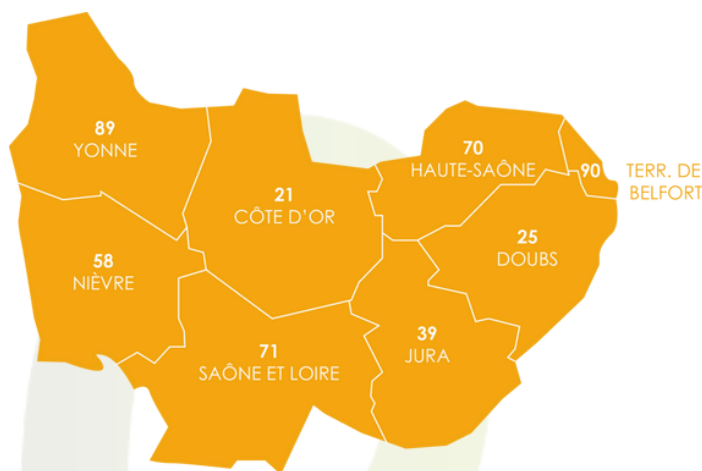 89
YONNE
70
HAUTE-SAÔNE
90
TERR. DE
BELFORT
21
CÔTE D'OR
25
DOUBS
58
NIÈVRE
39
JURA
71
SAÔNE ET LOIRE